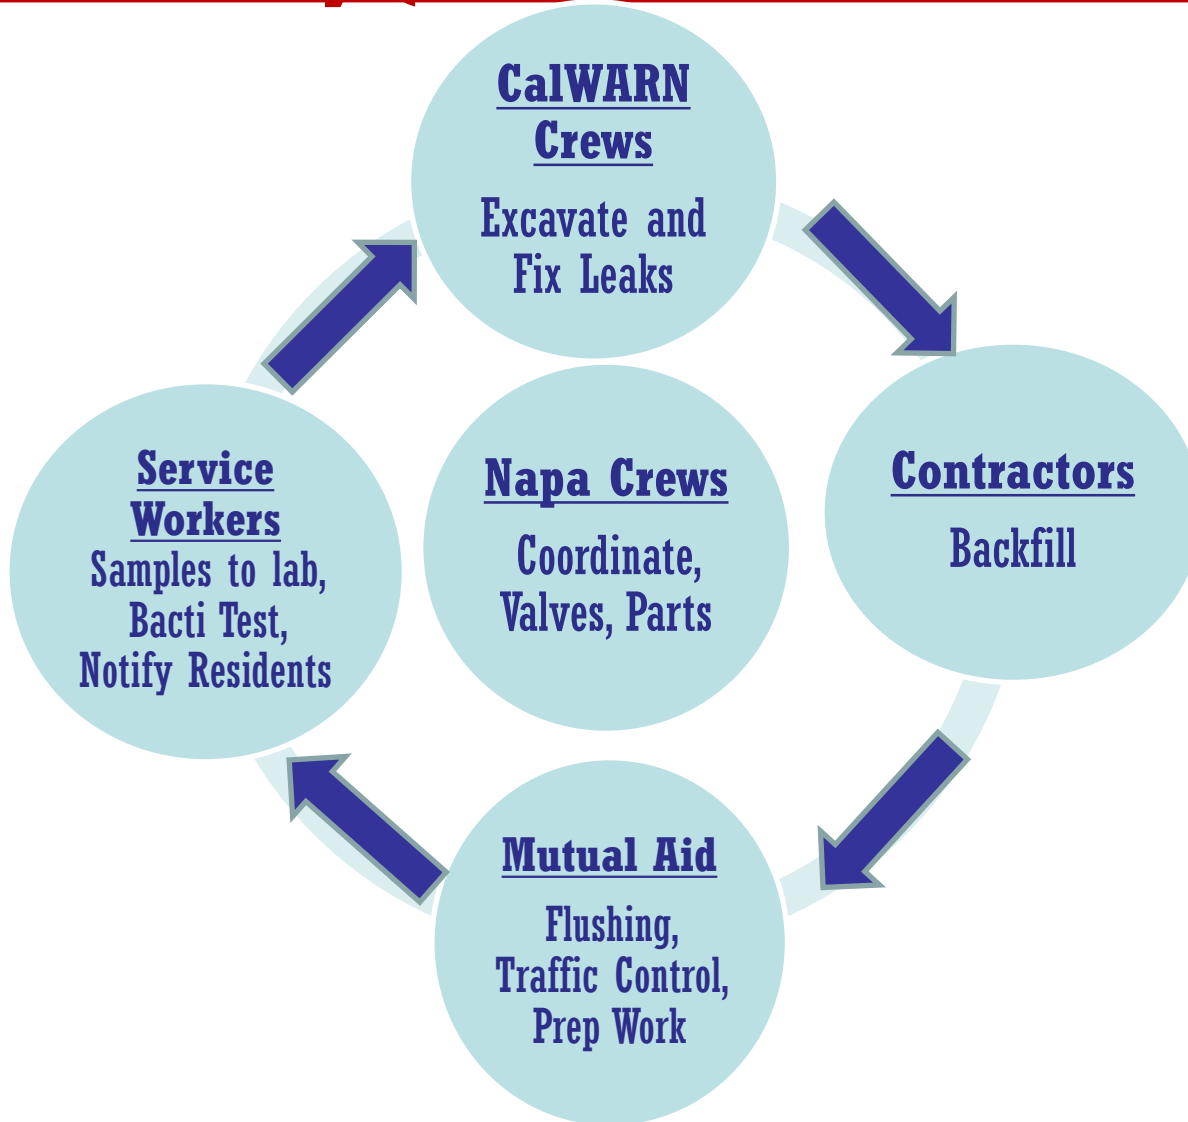 CalWARN
Crews
Excavate and
Fix Leaks
Service
Workers
Samples to lab,
Bacti Test,
Notify Residents
Napa Crews
Coordinate,
Valves, Parts
Contractors
Backfill
Mutual Aid
Flushing,
Traffic Control,
Prep Work